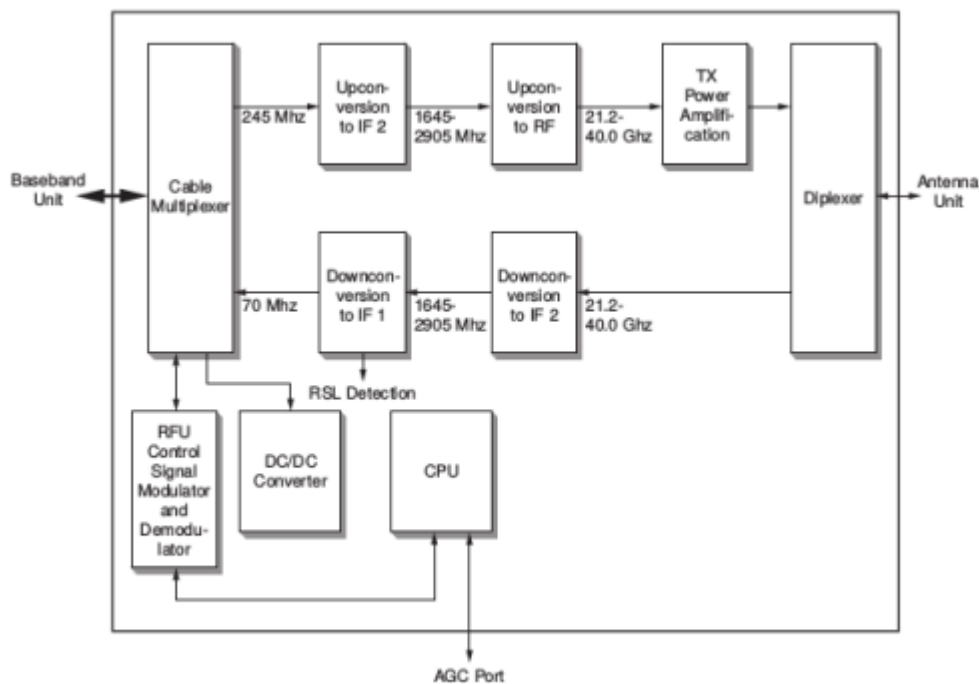 Baseband
Unit
Cable
Multiplexer
245 Mhz
Upcon-
version
to IF 2
1645-
2905 Mhz
Upcon-
version
to RF
21.2-
40.0 Ghz
TX
Power
Amplifi-
cation
Diplexer
Antenna
Unit
70 Mhz
Downcon-
version
to IF 1
1645-
2905 Mhz
Downcon-
version
to IF 2
21.2-
40.0 Ghz
RSL Detection
RFU
Control
Signal
Modulator
and
Demodu-
lator
DC/DC
Converter
CPU
AGC Port